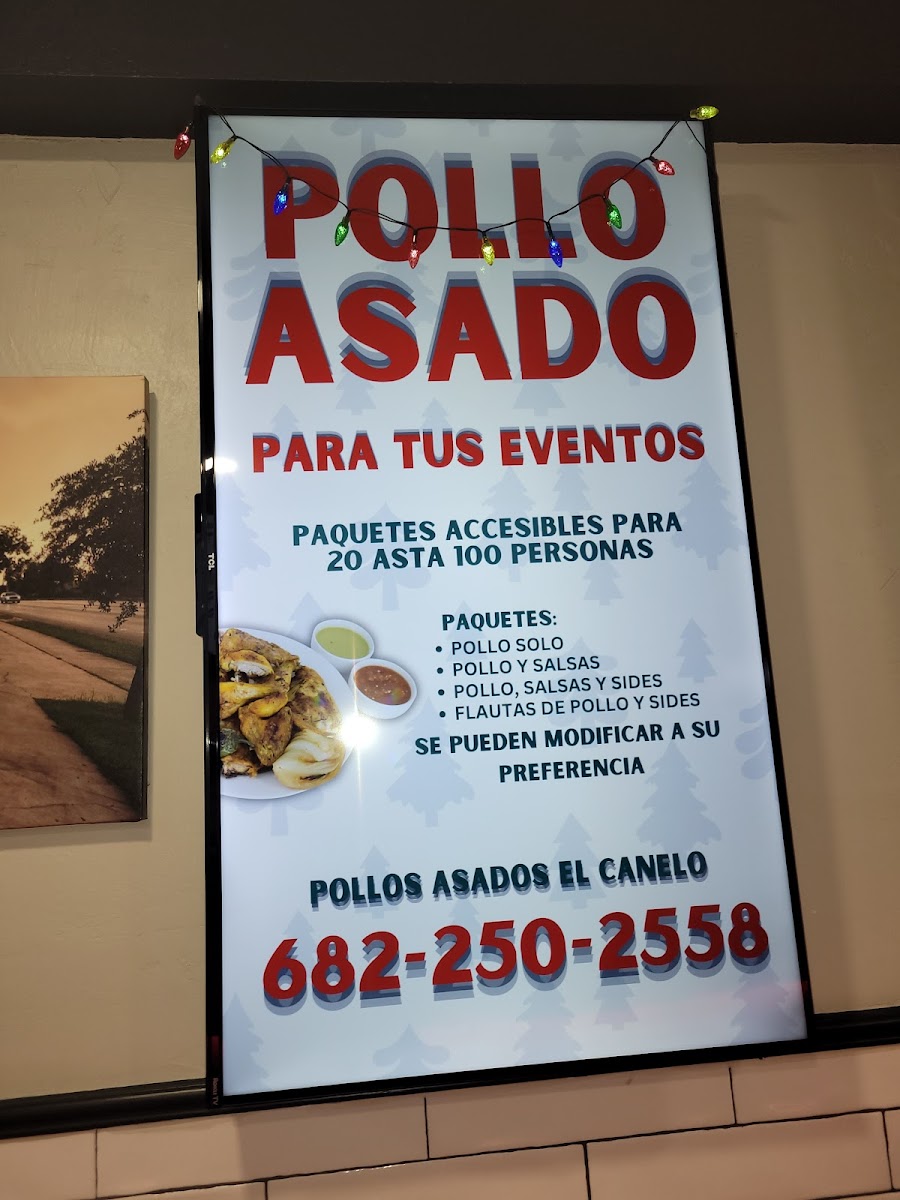 POLLO
ASADO
PARA TUS EVENTOS
PAQUETES ACCESIBLES PARA
20 ASTA 100 PERSONAS
PAQUETES:
• POLLO SOLO
• POLLO Y SALSAS
• POLLO, SALSAS Y SIDES
• FLAUTAS DE POLLO Y SIDES
SE PUEDEN MODIFICAR A SU
PREFERENCIA
POLLOS ASADOS EL CANELO
682-250-2558
TCL